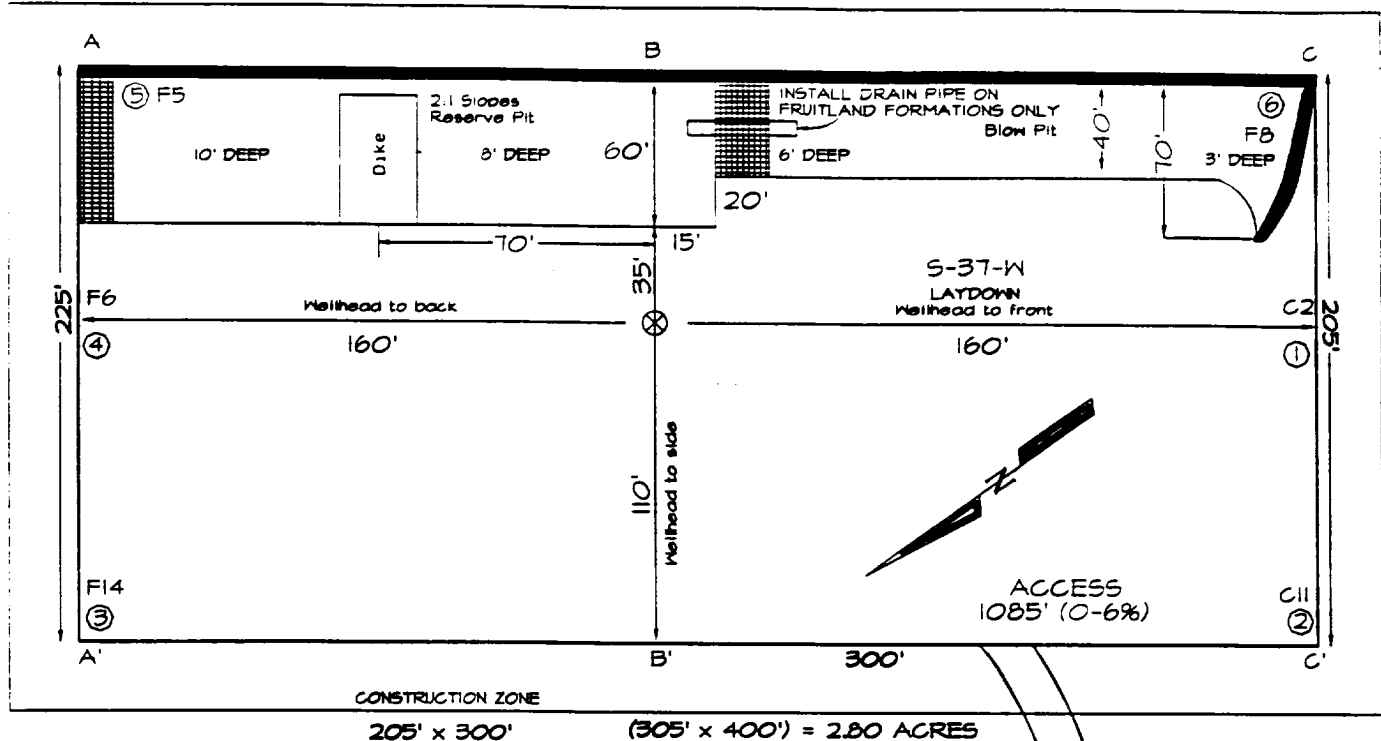 A
B
C
⑤ F5
2:1 Slopes
Reserve Pit
INSTALL DRAIN PIPE ON
FRUITLAND FORMATIONS ONLY
Blow Pit
⑥
F8
3' DEEP
10' DEEP
Dike
8' DEEP
60'
6' DEEP
40'
70'
20'
70'
15'
35'
S-37-W
LAYDOWN
Wellhead to front
225'
F6
Wellhead to back
C2
205'
④
160'
160'
①
110'
Wellhead to side
N
F14
③
ACCESS
1085' (0-6%)
C11
②
A'
B'
300'
C'
CONSTRUCTION ZONE
205' x 300' (305' x 400') = 2.80 ACRES